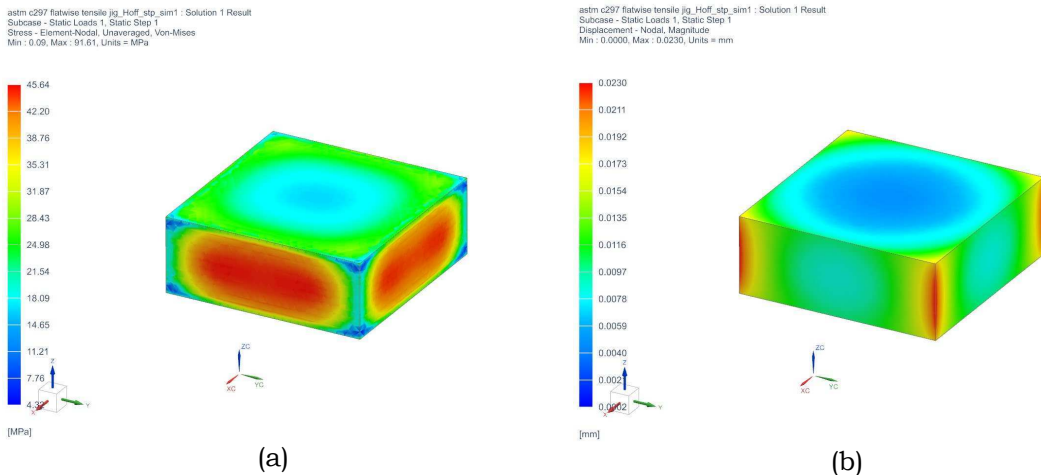 astm c297 flatwise tensile jig_Hoff_stp_sim1 : Solution 1 Result
Subcase - Static Loads 1, Static Step 1
Stress - Element-Nodal, Unaveraged, Von-Mises
Min : 0.09, Max : 91.61, Units = MPa
45.64
42.20
38.76
35.31
31.87
28.43
24.98
21.54
18.09
14.65
11.21
7.76
[MPa]
ZC
XC
YC
Z
X
Y
(a)
astm c297 flatwise tensile jig_Hoff_stp_sim1 : Solution 1 Result
Subcase - Static Loads 1, Static Step 1
Displacement - Nodal, Magnitude
Min : 0.0000, Max : 0.0230, Units = mm
0.0230
0.0211
0.0192
0.0173
0.0154
0.0135
0.0116
0.0097
0.0078
0.0059
0.0040
0.0002
[mm]
ZC
XC
YC
Z
X
Y
(b)